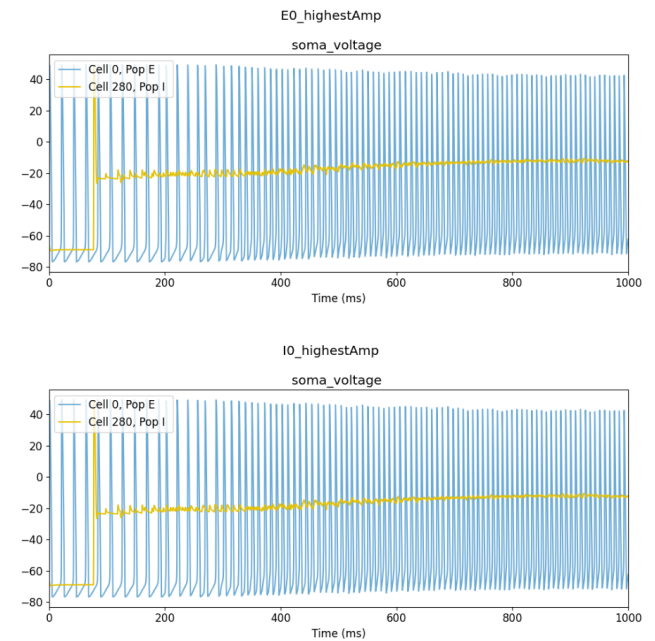 E0_highestAmp
soma_voltage
Cell 0, Pop E
Cell 280, Pop I
40
20
0
−20
−40
−60
−80
0 200 400 600 800 1000
Time (ms)
I0_highestAmp
soma_voltage
Cell 0, Pop E
Cell 280, Pop I
40
20
0
−20
−40
−60
−80
0 200 400 600 800 1000
Time (ms)